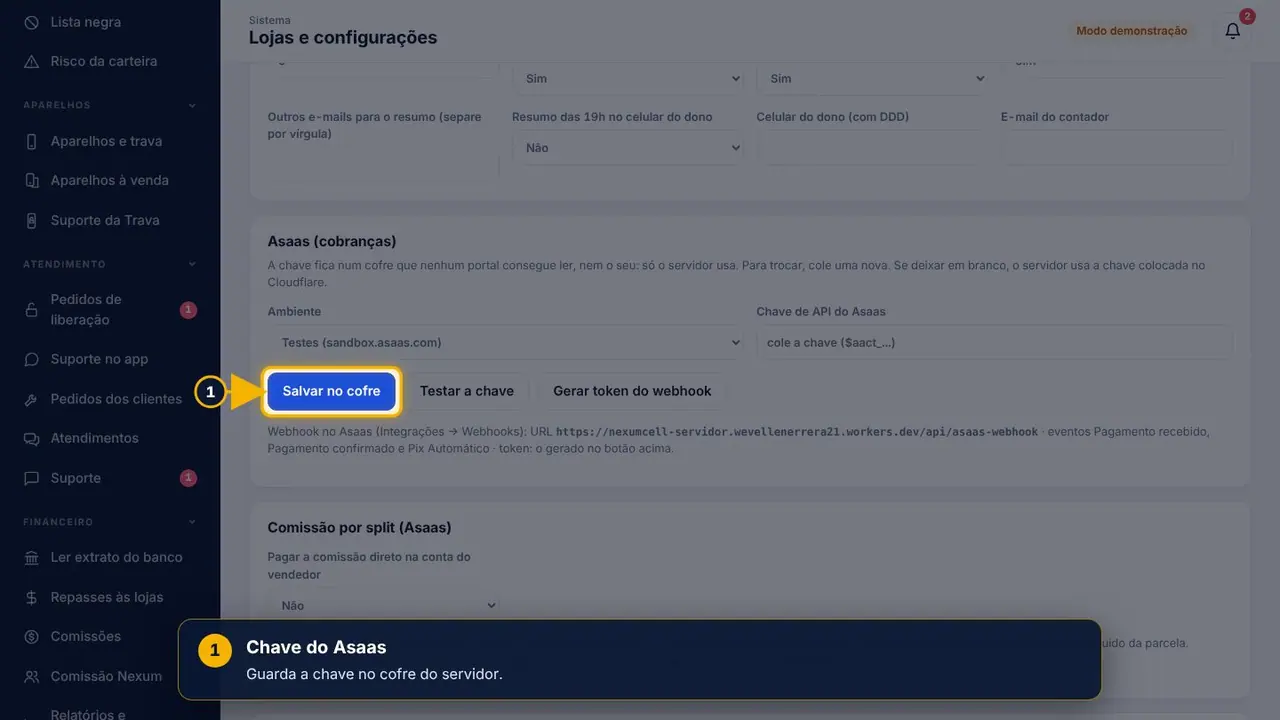 Lista negra
Risco da carteira
APARELHOS
Aparelhos e trava
Aparelhos à venda
Suporte da Trava
ATENDIMENTO
Pedidos de
liberação
1
Suporte no app
Pedidos dos clientes
Atendimentos
Suporte
1
FINANCEIRO
Ler extrato do banco
Repasses às lojas
Comissões
Comissão Nexum
Relatórios e
Sistema
Lojas e configurações
Modo demonstração
2
Sim
Sim
Outros e-mails para o resumo (separe
por vírgula)
Resumo das 19h no celular do dono
Não
Celular do dono (com DDD)
E-mail do contador
Asaas (cobranças)
A chave fica num cofre que nenhum portal consegue ler, nem o seu: só o servidor usa. Para trocar, cole uma nova. Se deixar em branco, o servidor usa a chave colocada no
Cloudflare.
Ambiente
Testes (sandbox.asaas.com)
Chave de API do Asaas
cole a chave ($aact_...)
1
Salvar no cofre
Testar a chave
Gerar token do webhook
Webhook no Asaas (Integrações → Webhooks): URL https://nexumcell-servidor.wevellenerrera21.workers.dev/api/asaas-webhook · eventos Pagamento recebido,
Pagamento confirmado e Pix Automático · token: o gerado no botão acima.
Comissão por split (Asaas)
Pagar a comissão direto na conta do
vendedor
Não
uido da parcela.
1
Chave do Asaas
Guarda a chave no cofre do servidor.